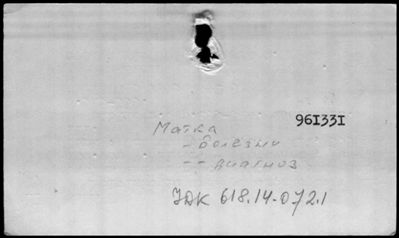 96I33I
Матка
- болезни
- - диагноз
УДК 618.14-072.1